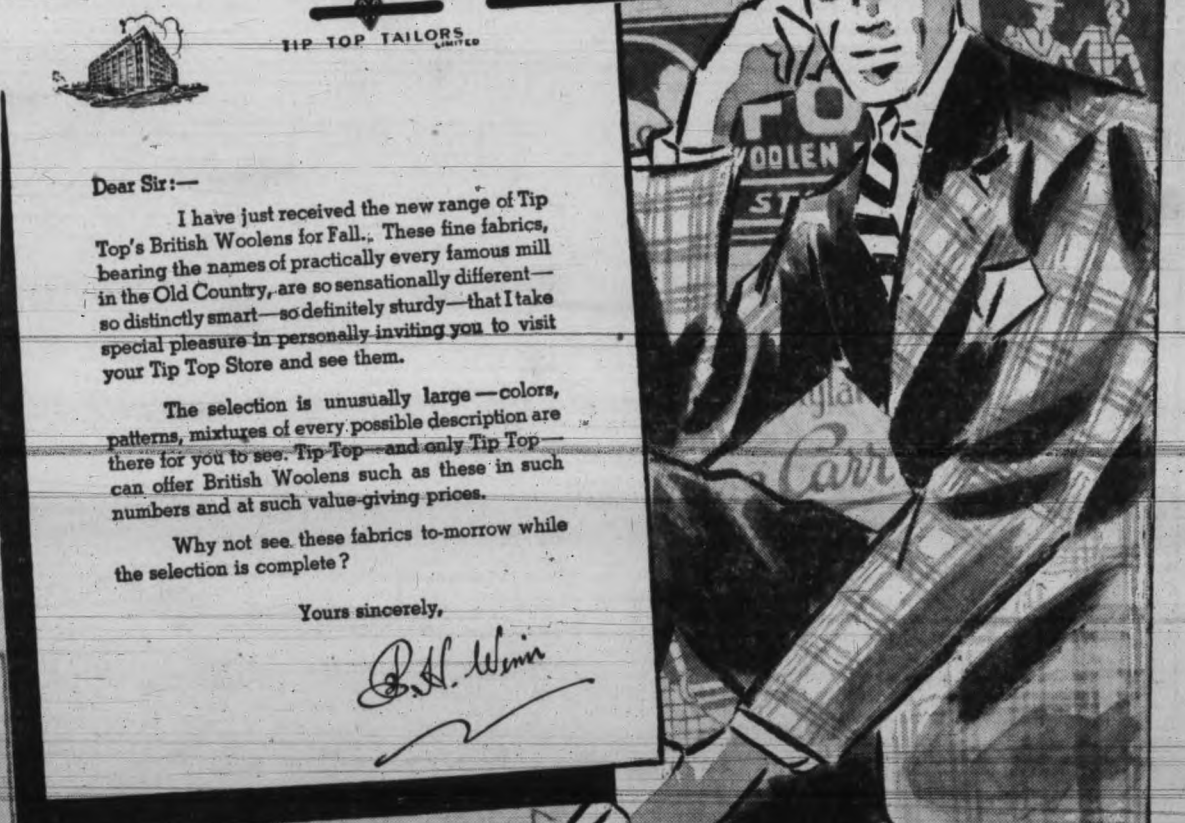 TIP TOP TAILORS
LIMITED
Dear Sir:—
I have just received the new range of Tip
Top's British Woolens for Fall. These fine fabrics,
bearing the names of practically every famous mill
in the Old Country, are so sensationally different—
so distinctly smart—so definitely sturdy—that I take
special pleasure in personally inviting you to visit
your Tip Top Store and see them.
The selection is unusually large—colors,
patterns, mixtures of every possible description are
there for you to see. Tip Top—and only Tip Top—
can offer British Woolens such as these in such
numbers and at such value-giving prices.
Why not see these fabrics to-morrow while
the selection is complete?
Yours sincerely,
B.H. Winn
FO
OOLEN
ST
Carr